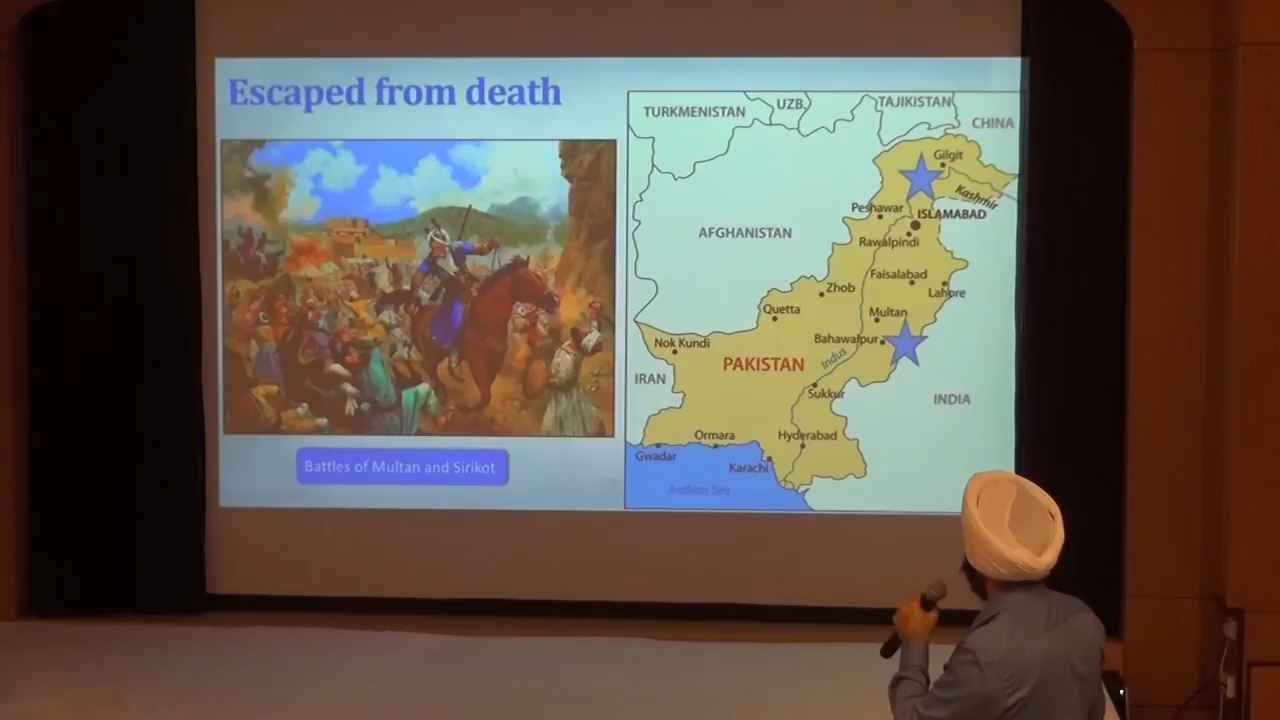 Escaped from death
Battles of Multan and Sirikot
TURKMENISTAN
UZB.
TAJIKISTAN
CHINA
Gilgit
Kashmir
Peshawar
ISLAMABAD
AFGHANISTAN
Rawalpindi
Faisalabad
Zhob
Lahore
Quetta
Multan
Nok Kundi
Bahawalpur
Indus
PAKISTAN
IRAN
Sukkur
INDIA
Ormara
Hyderabad
Gwadar
Karachi
Arabian Sea